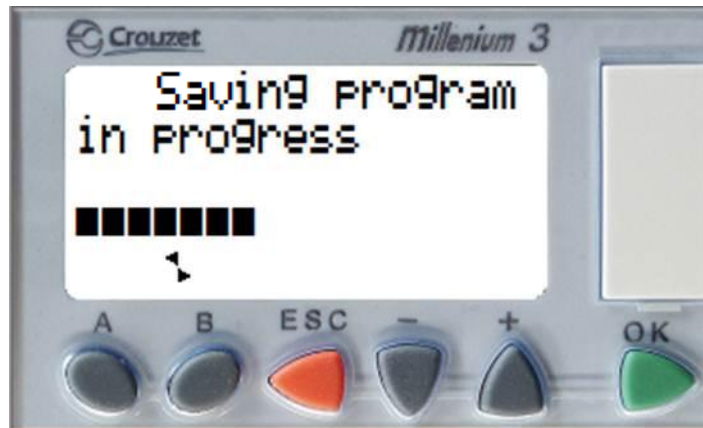 Crouzet Millenium 3
Saving program
in progress
A B ESC - + OK